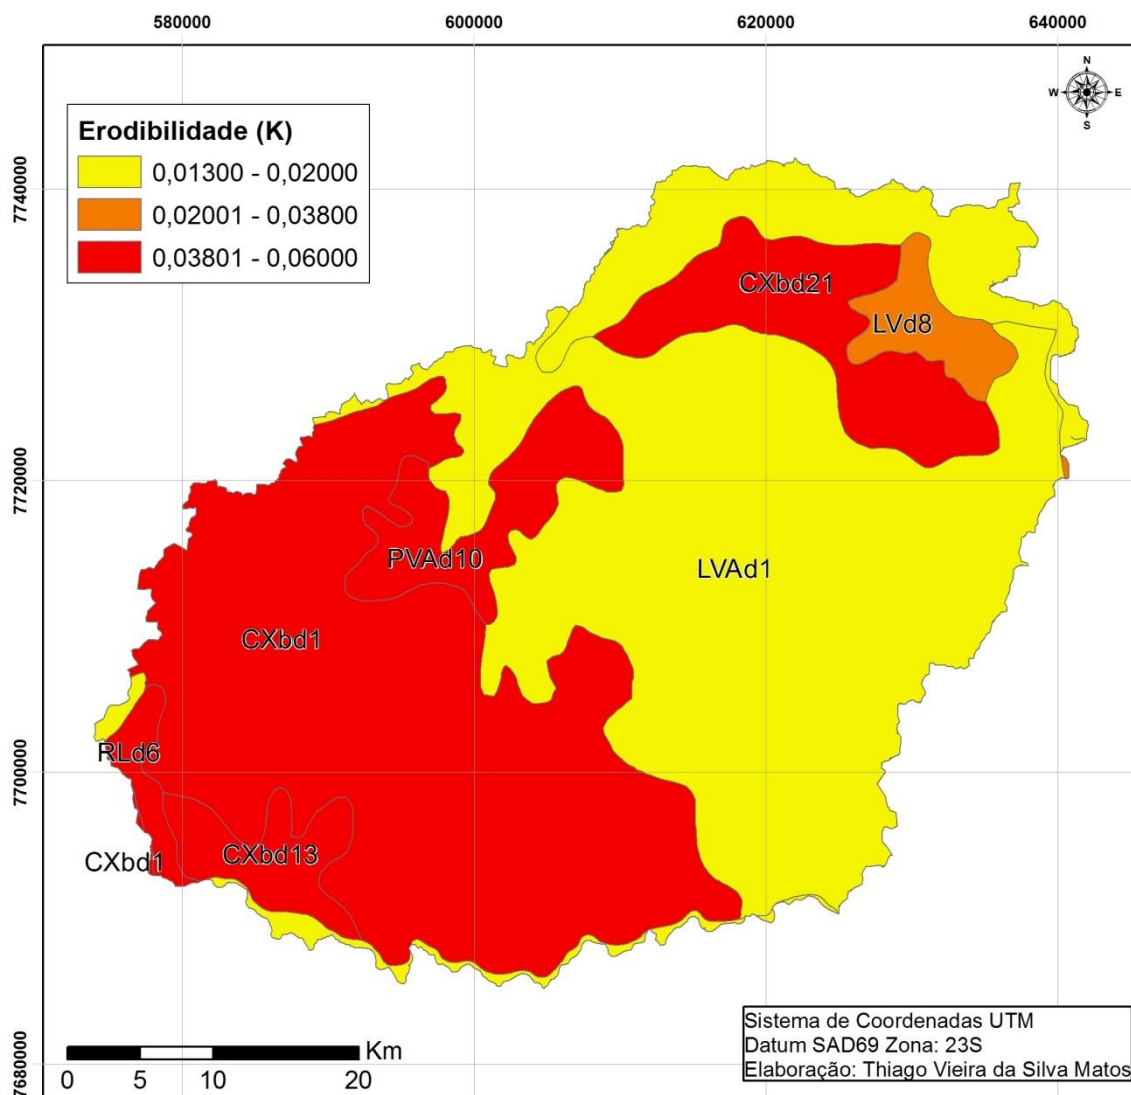 580000
600000
620000
640000
N
W
E
S
Erodibilidade (K)
0,01300 - 0,02000
0,02001 - 0,03800
0,03801 - 0,06000
7740000
CXbd21
LVd8
7720000
PVAd10
LVAd1
CXbd1
RLd6
7700000
CXbd13
CXbd1
Sistema de Coordenadas UTM
Datum SAD69 Zona: 23S
Elaboração: Thiago Vieira da Silva Matos
Km
0
5
10
20
7680000